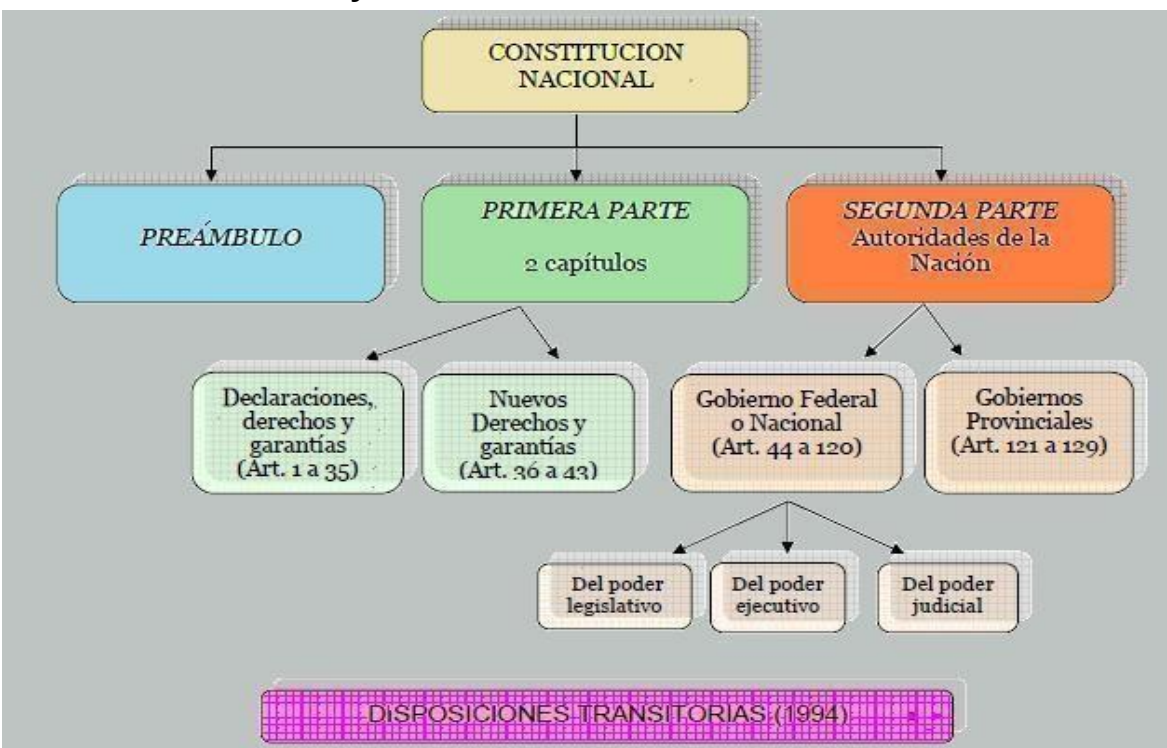 CONSTITUCION
NACIONAL
PREÁMBULO
PRIMERA PARTE
2 capítulos
SEGUNDA PARTE
Autoridades de la
Nación
Declaraciones,
derechos y
garantías
(Art. 1 a 35)
Nuevos
Derechos y
garantías
(Art. 36 a 43)
Gobierno Federal
o Nacional
(Art. 44 a 120)
Gobiernos
Provinciales
(Art. 121 a 129)
Del poder
legislativo
Del poder
ejecutivo
Del poder
judicial
DiSPOSICIONES TRANSITORIAS (1994)